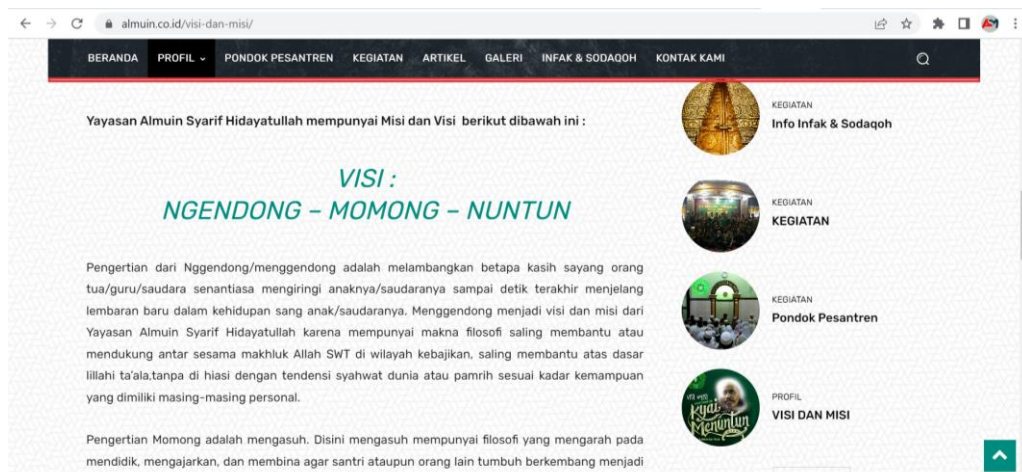 almuin.co.id/visi-dan-misi/
BERANDA PROFIL PONDOK PESANTREN KEGIATAN ARTIKEL GALERI INFAK & SODAQOH KONTAK KAMI
Yayasan Almuin Syarif Hidayatullah mempunyai Misi dan Visi berikut dibawah ini :
VISI :
NGENDONG – MOMONG – NUNTUN
Pengertian dari Nggendong/menggendong adalah melambangkan betapa kasih sayang orang
tua/guru/saudara senantiasa mengiringi anaknya/saudaranya sampai detik terakhir menjelang
lembaran baru dalam kehidupan sang anak/saudaranya. Menggendong menjadi visi dan misi dari
Yayasan Almuin Syarif Hidayatullah karena mempunyai makna filosofi saling membantu atau
mendukung antar sesama makhluk Allah SWT di wilayah kebajikan, saling membantu atas dasar
lillahi ta'ala,tanpa di hiasi dengan tendensi syahwat dunia atau pamrih sesuai kadar kemampuan
yang dimiliki masing-masing personal.
Pengertian Momong adalah mengasuh. Disini mengasuh mempunyai filosofi yang mengarah pada
mendidik, mengajarkan, dan membina agar santri ataupun orang lain tumbuh berkembang menjadi
KEGIATAN
Info Infak & Sodaqoh
KEGIATAN
KEGIATAN
KEGIATAN
Pondok Pesantren
Kyai
Menuntun
PROFIL
VISI DAN MISI